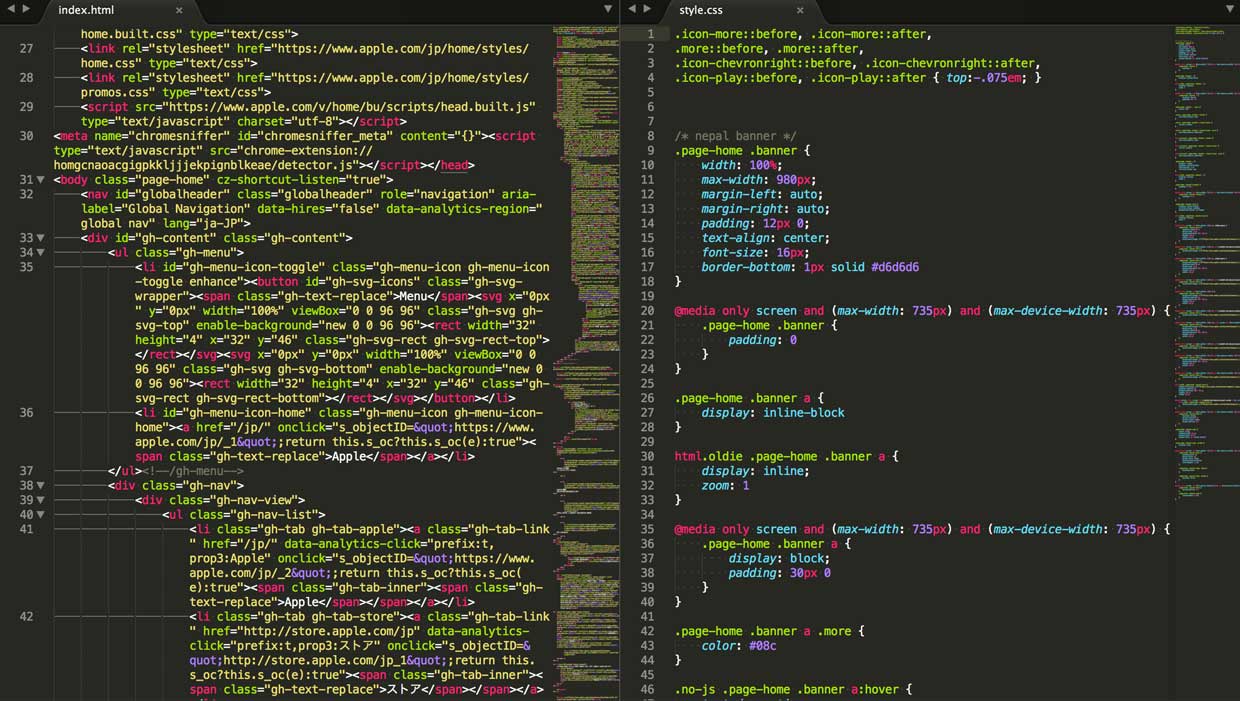 index.html
home.built.css" type="text/css">
27 <link rel="stylesheet" href="https://www.apple.com/jp/home/styles/
home.css" type="text/css">
28 <link rel="stylesheet" href="https://www.apple.com/jp/home/styles/
promos.css" type="text/css">
29 <script src="https://www.apple.com/v/home/bu/scripts/head.built.js"
type="text/javascript" charset="utf-8"></script>
30 <meta name="chromesniffer" id="chromesniffer_meta" content="{}"><script
type="text/javascript" src="chrome-extension://
homgcnaoacgigpkkljjjekpignblkeae/detector.js"></script></head>
31 <body class="page-home" cz-shortcut-listen="true">
32 <nav id="globalheader" class="globalheader" role="navigation" aria-
label="Global Navigation" data-hires="false" data-analytics-region="
global nav" lang="ja-JP">
33 <div id="gh-content" class="gh-content">
34 <ul class="gh-menu">
35 <li id="gh-menu-icon-toggle" class="gh-menu-icon gh-menu-icon
-toggle enhance"><button id="gh-svg-icons" class="gh-svg-
wrapper"><span class="gh-text-replace">Menu</span><svg x="0px
" y="0px" width="100%" viewBox="0 0 96 96" class="gh-svg gh-
svg-top" enable-background="new 0 0 96 96"><rect width="32"
height="4" x="32" y="46" class="gh-svg-rect gh-svg-rect-top">
</rect></svg><svg x="0px" y="0px" width="100%" viewBox="0 0
96 96" class="gh-svg gh-svg-bottom" enable-background="new 0
0 96 96"><rect width="32" height="4" x="32" y="46" class="gh-
svg-rect gh-svg-rect-bottom"></rect></svg></button></li>
36 <li id="gh-menu-icon-home" class="gh-menu-icon gh-menu-icon-
home"><a href="/jp/" onclick="s_objectID=&quot;https://www.
apple.com/jp/_1&quot;;return this.s_oc?this.s_oc(e):true"><
span class="gh-text-replace">Apple</span></a></li>
37 </ul><!--/gh-menu-->
38 <div class="gh-nav">
39 <div class="gh-nav-view">
40 <ul class="gh-nav-list">
41 <li class="gh-tab gh-tab-apple"><a class="gh-tab-link
" href="/jp/" data-analytics-click="prefix:t,
prop3:Apple" onclick="s_objectID=&quot;https://www.
apple.com/jp/_2&quot;;return this.s_oc?this.s_oc(
e):true"><span class="gh-tab-inner"><span class="gh-
text-replace">Apple</span></span></a></li>
42 <li class="gh-tab gh-tab-store"><a class="gh-tab-link
" href="http://store.apple.com/jp" data-analytics-
click="prefix:t,prop3:ストア" onclick="s_objectID=&
quot;http://store.apple.com/jp_1&quot;;return this.
s_oc?this.s_oc(e):true"><span class="gh-tab-inner"><
span class="gh-text-replace">ストア</span></span></a>
style.css
1 .icon-more::before, .icon-more::after,
2 .more::before, .more::after,
3 .icon-chevronright::before, .icon-chevronright::after,
4 .icon-play::before, .icon-play::after { top:-.075em; }
5
6
7
8 /* nepal banner */
9 .page-home .banner {
10 width: 100%;
11 max-width: 980px;
12 margin-left: auto;
13 margin-right: auto;
14 padding: 12px 0;
15 text-align: center;
16 font-size: 16px;
17 border-bottom: 1px solid #d6d6d6
18 }
19
20 @media only screen and (max-width: 735px) and (max-device-width: 735px) {
21 .page-home .banner {
22 padding: 0
23 }
24 }
25
26 .page-home .banner a {
27 display: inline-block
28 }
29
30 html.oldie .page-home .banner a {
31 display: inline;
32 zoom: 1
33 }
34
35 @media only screen and (max-width: 735px) and (max-device-width: 735px) {
36 .page-home .banner a {
37 display: block;
38 padding: 30px 0
39 }
40 }
41
42 .page-home .banner a .more {
43 color: #08c
44 }
45
46 .no-js .page-home .banner a:hover {